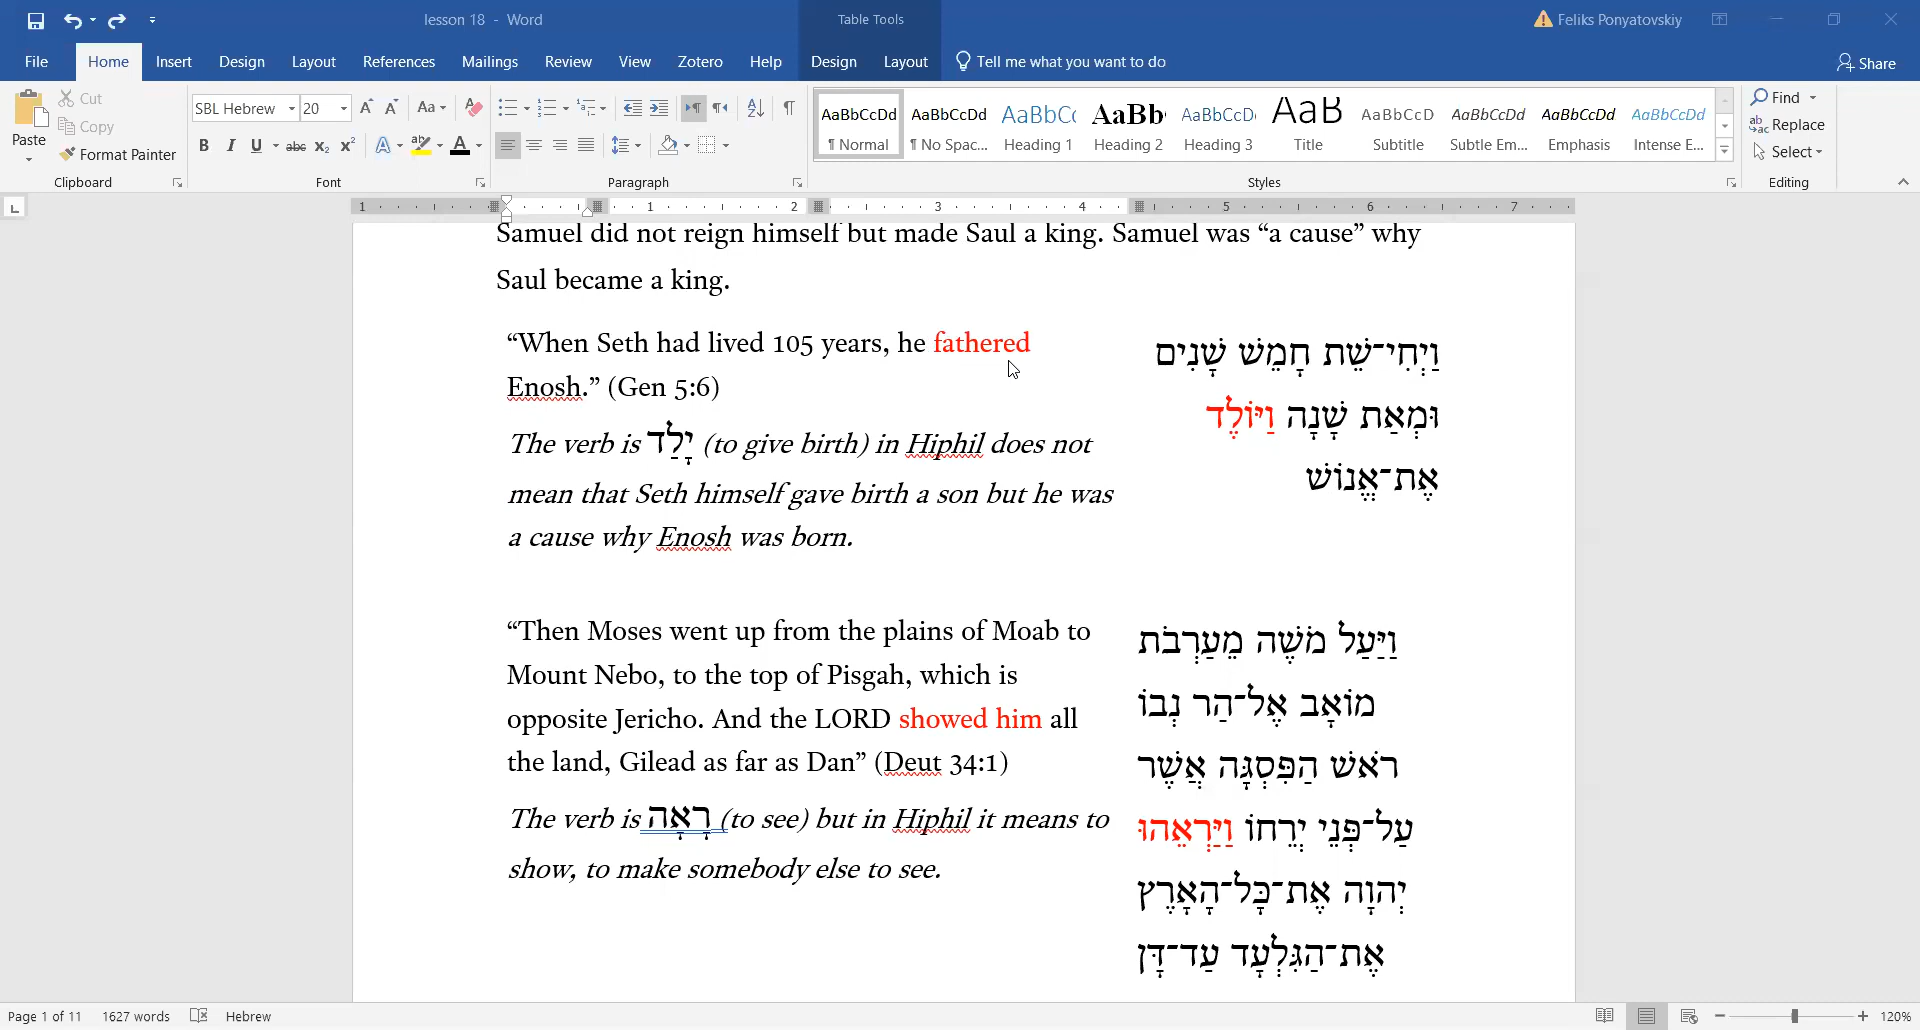 lesson 18 - Word
Table Tools
Feliks Ponyatovskiy
File Home Insert Design Layout References Mailings Review View Zotero Help Design Layout Tell me what you want to do Share
Paste
Cut
Copy
Format Painter
Clipboard
SBL Hebrew 20
Font
Paragraph
AaBbCcDd AaBbCcDd AaBbCc AaBb AaBbCcD AaB AaBbCcD AaBbCcDd AaBbCcDd AaBbCcDd
¶ Normal ¶ No Spac... Heading 1 Heading 2 Heading 3 Title Subtitle Subtle Em... Emphasis Intense E...
Styles
Find
Replace
Select
Editing
1 1 2 3 4 5 6 7
Samuel did not reign himself but made Saul a king. Samuel was “a cause” why
Saul became a king.
“When Seth had lived 105 years, he fathered
Enosh.” (Gen 5:6)
The verb is יָלַד (to give birth) in Hiphil does not
mean that Seth himself gave birth a son but he was
a cause why Enosh was born.
וַיְחִי־שֵׁת חָמֵשׁ שָׁנִים
וּמְאַת שָׁנָה וַיּוֹלֶד
אֶת־אֱנוֹשׁ
“Then Moses went up from the plains of Moab to
Mount Nebo, to the top of Pisgah, which is
opposite Jericho. And the LORD showed him all
the land, Gilead as far as Dan” (Deut 34:1)
The verb is רָאָה (to see) but in Hiphil it means to
show, to make somebody else to see.
וַיַּעַל מֹשֶׁה מֵעַרְבֹת
מוֹאָב אֶל־הַר נְבוֹ
רֹאשׁ הַפִּסְגָּה אֲשֶׁר
עַל־פְּנֵי יְרֵחוֹ וַיַּרְאֵהוּ
יְהוָה אֶת־כָּל־הָאָרֶץ
אֶת־הַגִּלְעָד עַד־דָּן
Page 1 of 11 1627 words Hebrew 120%